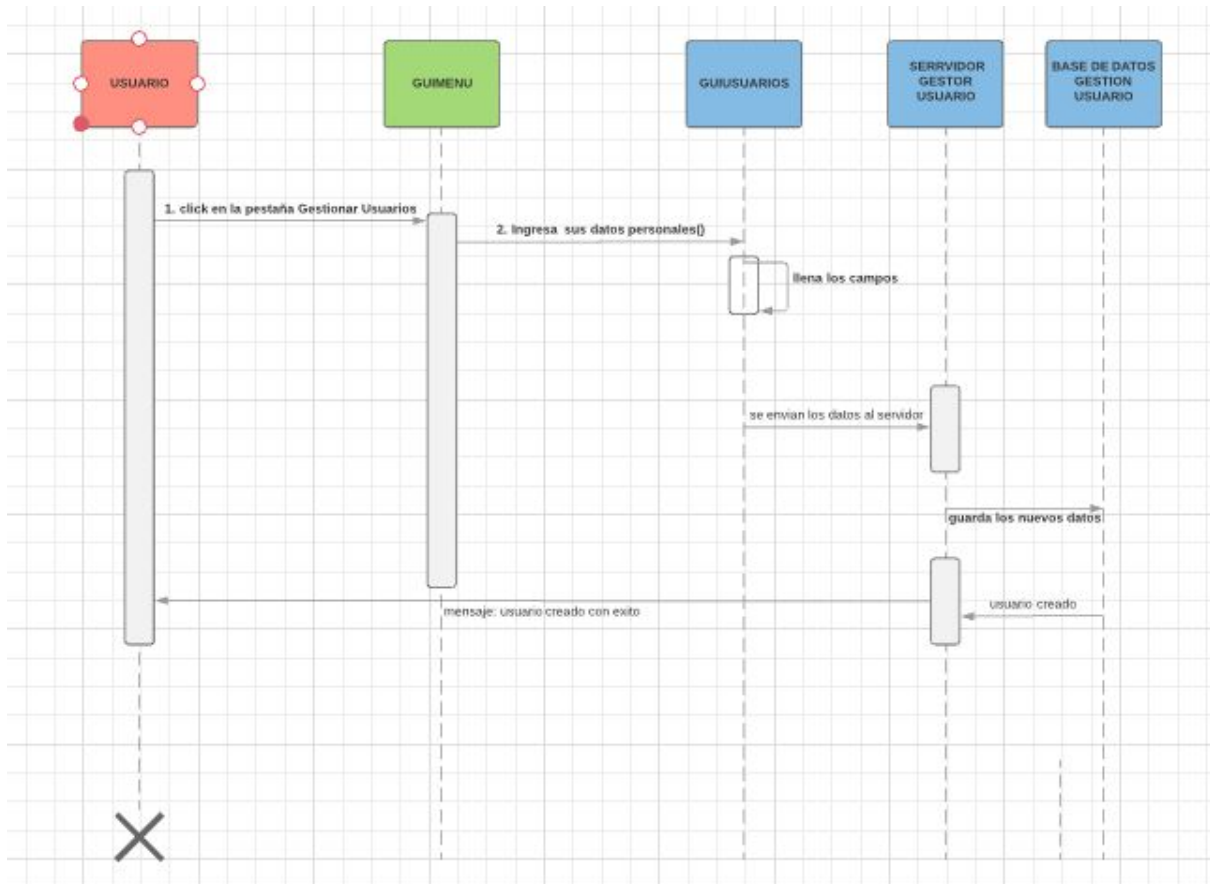 USUARIO
GUIMENU
GUIUSUARIOS
SERRVIDOR
GESTOR
USUARIO
BASE DE DATOS
GESTION
USUARIO
1. click en la pestaña Gestionar Usuarios
2. Ingresa sus datos personales()
llena los campos
se envian los datos al servidor
guarda los nuevos datos
usuario creado
mensaje: usuario creado con exito